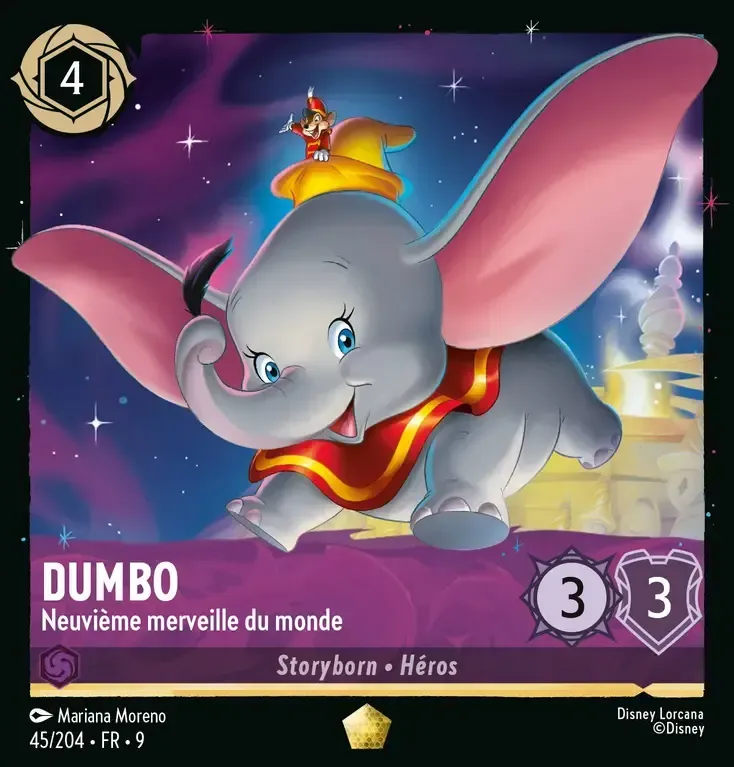 4
DUMBO
Neuvième merveille du monde
3
3
Storyborn • Héros
Mariana Moreno
45/204 • FR • 9
Disney Lorcana
©Disney